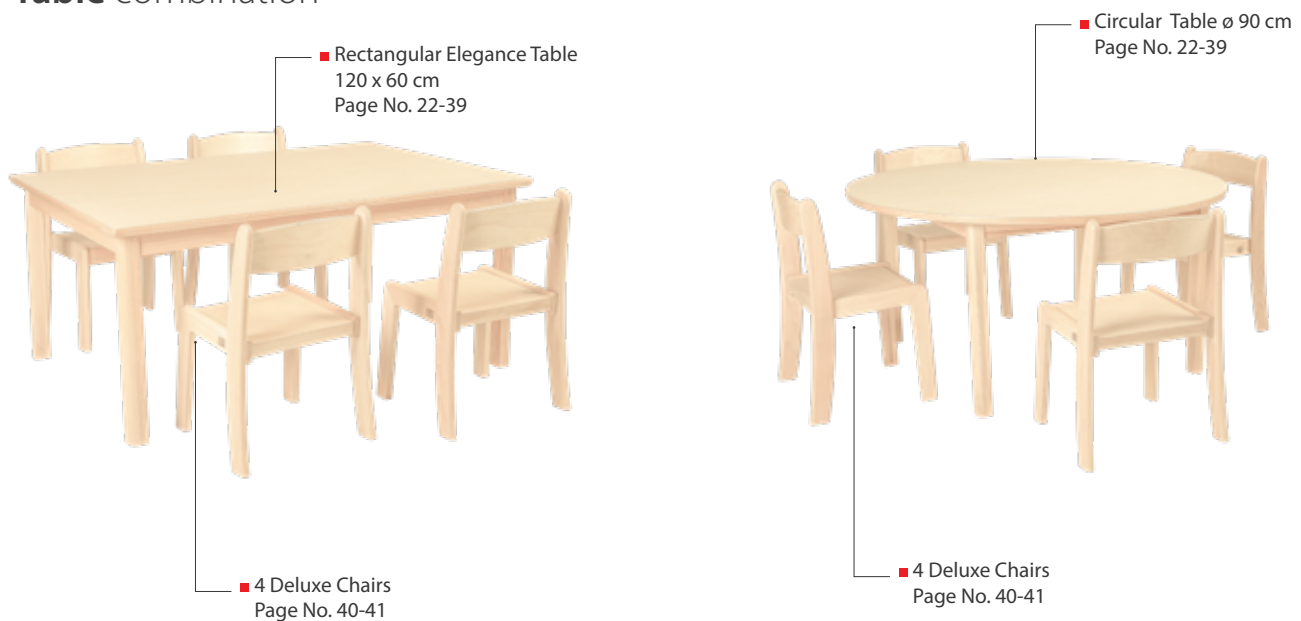 Table combination
Rectangular Elegance Table
120 x 60 cm
Page No. 22-39
Circular Table ø 90 cm
Page No. 22-39
4 Deluxe Chairs
Page No. 40-41
4 Deluxe Chairs
Page No. 40-41